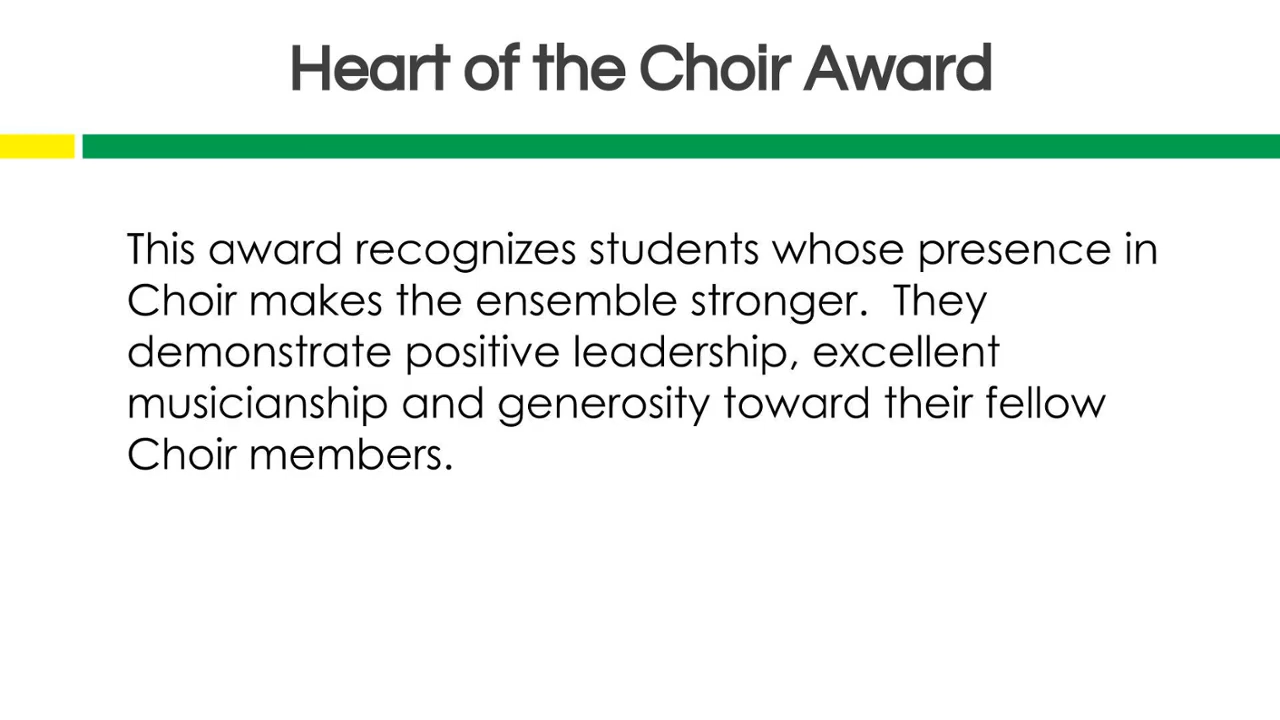 Heart of the Choir Award
This award recognizes students whose presence in
Choir makes the ensemble stronger.  They
demonstrate positive leadership, excellent
musicianship and generosity toward their fellow
Choir members.